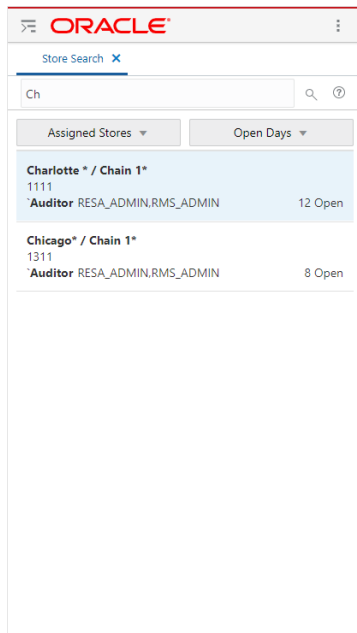 ORACLE
Store Search
Ch
Assigned Stores
Open Days
Charlotte * / Chain 1*
1111
`Auditor RESA_ADMIN,RMS_ADMIN 12 Open
Chicago* / Chain 1*
1311
`Auditor RESA_ADMIN,RMS_ADMIN 8 Open